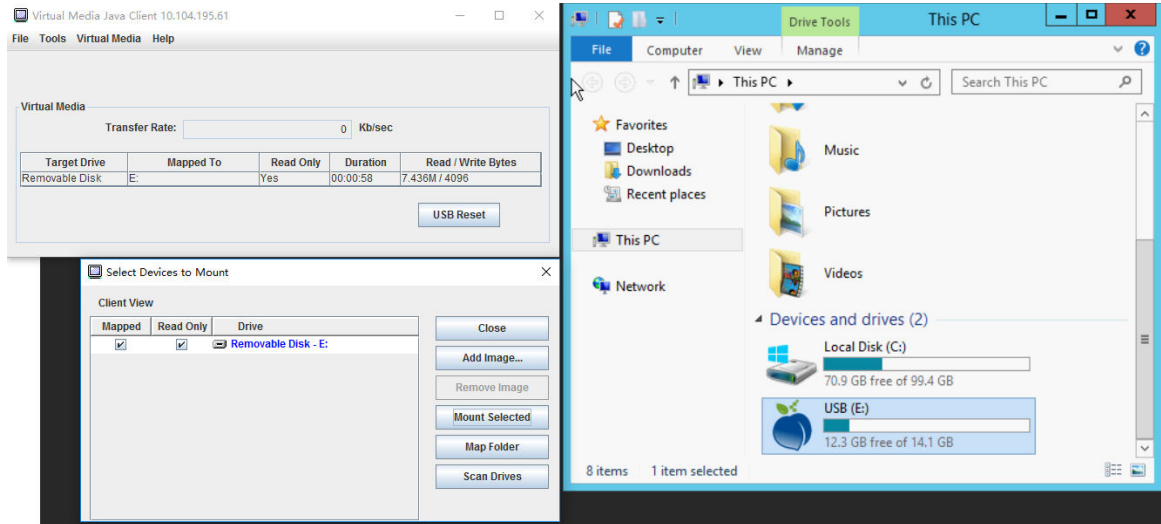 Virtual Media Java Client 10.104.195.61
File Tools Virtual Media Help
Virtual Media
Transfer Rate: 0 Kb/sec
Target Drive Mapped To Read Only Duration Read / Write Bytes
Removable Disk E: Yes 00:00:58 7.436M / 4096
USB Reset
Select Devices to Mount
Client View
Mapped Read Only Drive
Removable Disk - E:
Close
Add Image...
Remove Image
Mount Selected
Map Folder
Scan Drives
Drive Tools This PC
File Computer View Manage
This PC Search This PC
Favorites
Desktop
Downloads
Recent places
This PC
Network
Music
Pictures
Videos
Devices and drives (2)
Local Disk (C:)
70.9 GB free of 99.4 GB
USB (E:)
12.3 GB free of 14.1 GB
8 items 1 item selected